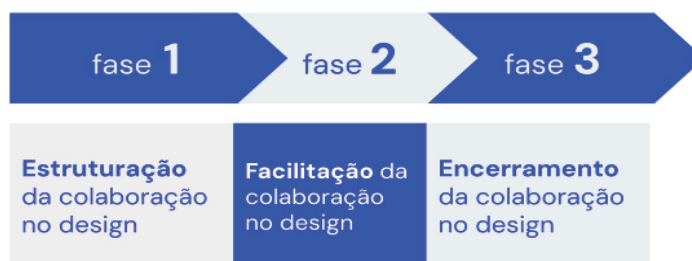 fase 1
fase 2
fase 3
Estruturação
da colaboração
no design
Facilitação da
colaboração
no design
Encerramento
da colaboração
no design